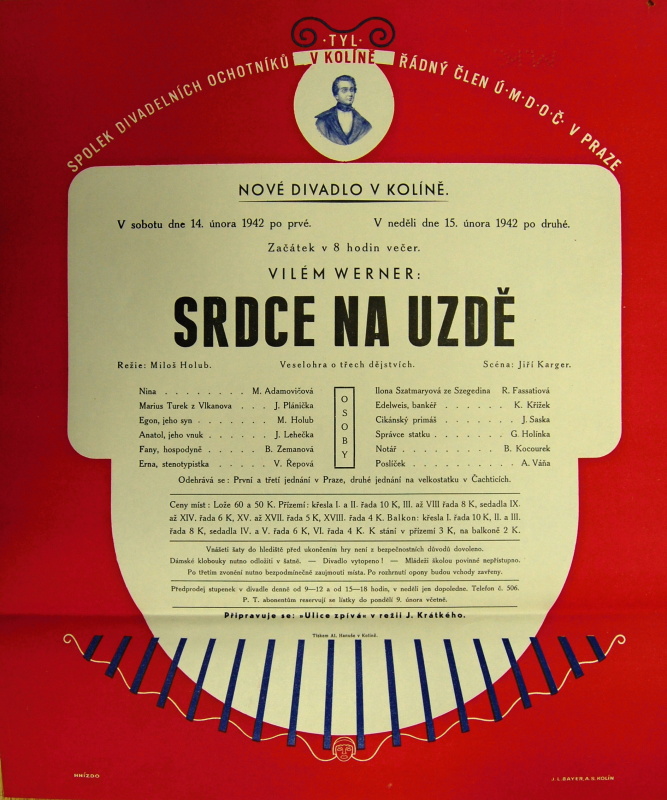 · TYL ·
V KOLÍNĚ
SPOLEK DIVADELNÍCH OCHOTNÍKŮ
ŘÁDNÝ ČLEN Ú·M·D·O·Č· V PRAZE
NOVÉ DIVADLO V KOLÍNĚ.
V sobotu dne 14. února 1942 po prvé. V neděli dne 15. února 1942 po druhé.
Začátek v 8 hodin večer.
VILÉM WERNER:
SRDCE NA UZDĚ
Režie: Miloš Holub. Veselohra o třech dějstvích. Scéna: Jiří Karger.
OSOBY
Nina . . . . . . . . M. Adamovičová
Marius Turek z Vlkanova . . . J. Plánička
Egon, jeho syn . . . . . . M. Holub
Anatol, jeho vnuk . . . . . J. Lehečka
Fany, hospodyně . . . . . B. Zemanová
Erna, stenotypistka . . . . . V. Řepová
Ilona Szatmaryová ze Szegedina R. Fassatiová
Edelweis, bankéř . . . . . . K. Křížek
Cikánský primáš . . . . . . J. Saska
Správce statku . . . . . . G. Holinka
Notář . . . . . . . . B. Kocourek
Poslíček . . . . . . . . A. Váňa
Odehrává se: První a třetí jednání v Praze, druhé jednání na velkostatku v Čachticích.
Ceny míst: Lože 60 a 50 K. Přízemí: křesla I. a II. řada 10 K, III. až VIII řada 8 K, sedadla IX.
až XIV. řada 6 K, XV. až XVII. řada 5 K, XVIII. řada 4 K. Balkon: křesla I. řada 10 K, II. a III.
řada 8 K, sedadla IV. a V. řada 6 K, VI. řada 4 K. K stání v přízemí 3 K, na balkoně 2 K.
Vnášeti šaty do hlediště před ukončením hry není z bezpečnostních důvodů dovoleno.
Dámské klobouky nutno odložiti v šatně. — Divadlo vytopeno! — Mládeži školou povinné nepřístupno.
Po třetím zvonění nutno bezpodmínečně zaujmouti místa. Po rozhrnutí opony budou vchody zavřeny.
Předprodej stupenek v divadle denně od 9—12 a od 15—18 hodin, v neděli jen dopoledne. Telefon č. 506.
P. T. abonentům reservují se lístky do pondělí 9. února včetně.
Připravuje se: »Ulice zpívá« v režii J. Krátkého.
Tiskem Al. Hanuše v Kolíně.
HNÍZDO
J. L. BAYER, A. S. KOLÍN